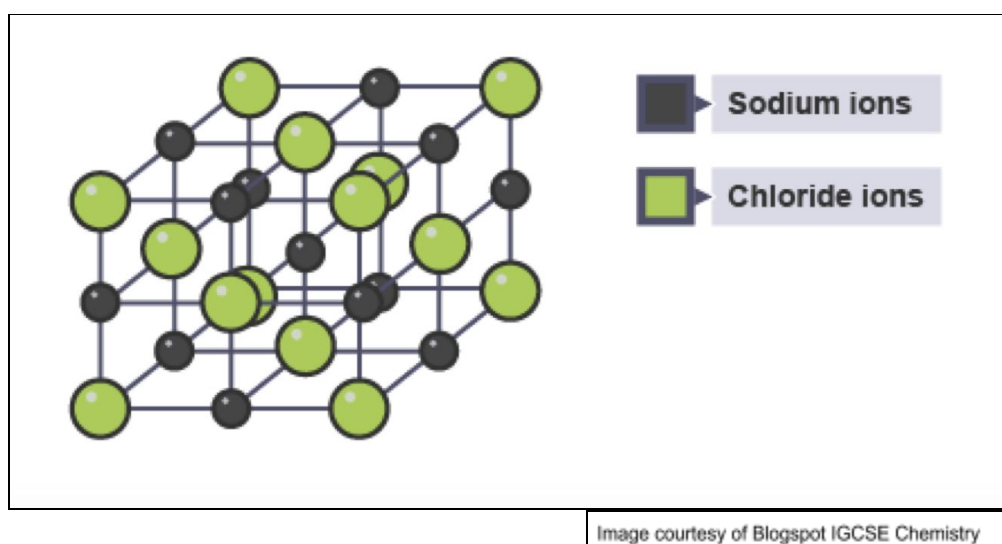 Sodium ions
Chloride ions
Image courtesy of Blogspot IGCSE Chemistry